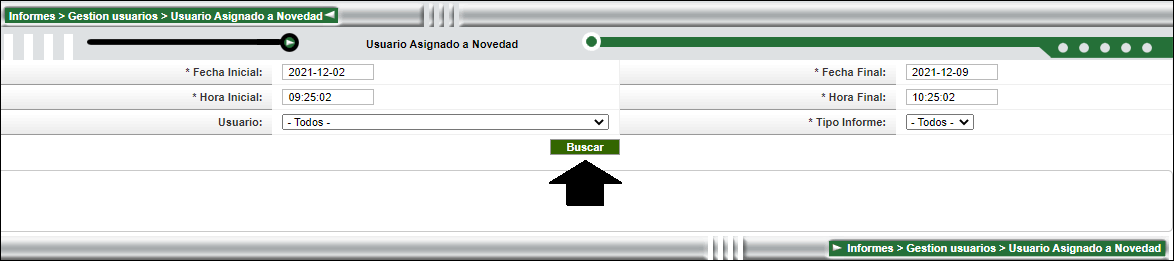 Informes > Gestion usuarios > Usuario Asignado a Novedad
Usuario Asignado a Novedad
* Fecha Inicial: 2021-12-02 * Fecha Final: 2021-12-09
* Hora Inicial: 09:25:02 * Hora Final: 10:25:02
Usuario: - Todos - * Tipo Informe: - Todos -
Buscar
Informes > Gestion usuarios > Usuario Asignado a Novedad